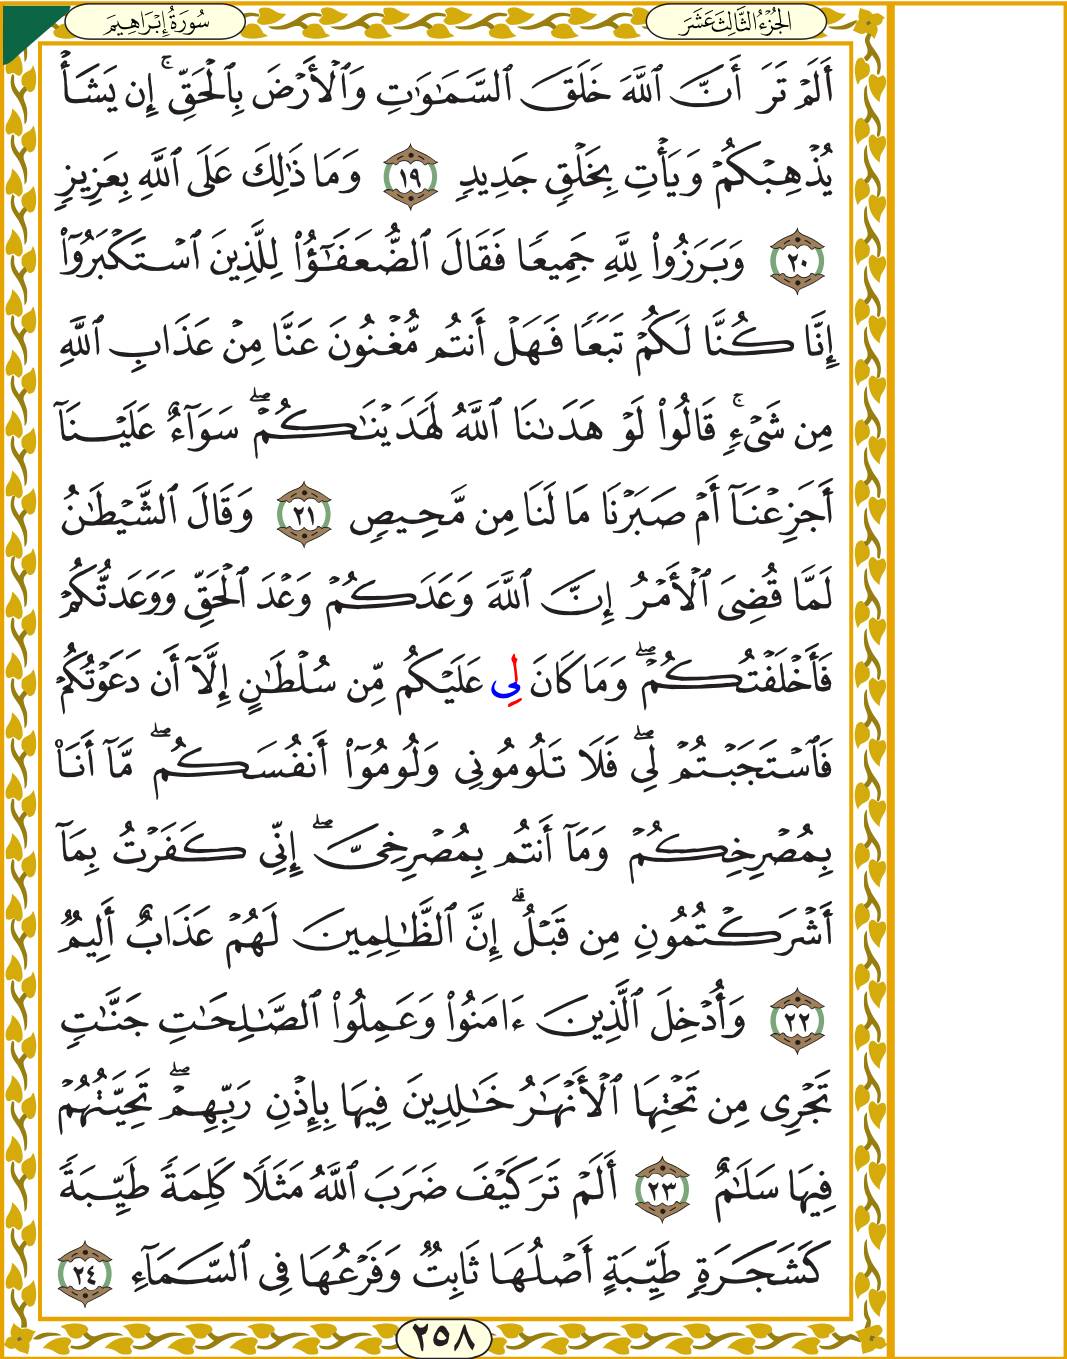 الجُزْءُ الثَّالِثَ عَشَرَ
سُورَةُ إِبْرَاهِيمَ
أَلَمْ تَرَ أَنَّ ٱللَّهَ خَلَقَ ٱلسَّمَٰوَٰتِ وَٱلْأَرْضَ بِٱلْحَقِّ ۚ إِن يَشَأْ
يُذْهِبْكُمْ وَيَأْتِ بِخَلْقٍ جَدِيدٍ ١٩ وَمَا ذَٰلِكَ عَلَى ٱللَّهِ بِعَزِيزٍ
٢٠ وَبَرَزُوا۟ لِلَّهِ جَمِيعًا فَقَالَ ٱلضُّعَفَٰٓؤُا۟ لِلَّذِينَ ٱسْتَكْبَرُوٓا۟
إِنَّا كُنَّا لَكُمْ تَبَعًا فَهَلْ أَنتُم مُّغْنُونَ عَنَّا مِنْ عَذَابِ ٱللَّهِ
مِن شَىْءٍ ۚ قَالُوا۟ لَوْ هَدَىٰنَا ٱللَّهُ لَهَدَيْنَٰكُمْ ۖ سَوَآءٌ عَلَيْنَآ
أَجَزِعْنَآ أَمْ صَبَرْنَا مَا لَنَا مِن مَّحِيصٍ ٢١ وَقَالَ ٱلشَّيْطَٰنُ
لَمَّا قُضِىَ ٱلْأَمْرُ إِنَّ ٱللَّهَ وَعَدَكُمْ وَعْدَ ٱلْحَقِّ وَوَعَدتُّكُمْ
فَأَخْلَفْتُكُمْ ۖ وَمَا كَانَ لِى عَلَيْكُم مِّن سُلْطَٰنٍ إِلَّآ أَن دَعَوْتُكُمْ
فَٱسْتَجَبْتُمْ لِى ۖ فَلَا تَلُومُونِى وَلُومُوٓا۟ أَنفُسَكُم ۖ مَّآ أَنَا۠
بِمُصْرِخِكُمْ وَمَآ أَنتُم بِمُصْرِخِىَّ ۖ إِنِّى كَفَرْتُ بِمَآ
أَشْرَكْتُمُونِ مِن قَبْلُ ۗ إِنَّ ٱلظَّٰلِمِينَ لَهُمْ عَذَابٌ أَلِيمٌ
٢٢ وَأُدْخِلَ ٱلَّذِينَ ءَامَنُوا۟ وَعَمِلُوا۟ ٱلصَّٰلِحَٰتِ جَنَّٰتٍ
تَجْرِى مِن تَحْتِهَا ٱلْأَنْهَٰرُ خَٰلِدِينَ فِيهَا بِإِذْنِ رَبِّهِمْ ۖ تَحِيَّتُهُمْ
فِيهَا سَلَٰمٌ ٢٣ أَلَمْ تَرَ كَيْفَ ضَرَبَ ٱللَّهُ مَثَلًا كَلِمَةً طَيِّبَةً
كَشَجَرَةٍ طَيِّبَةٍ أَصْلُهَا ثَابِتٌ وَفَرْعُهَا فِى ٱلسَّمَآءِ ٢٤
٢٥٨